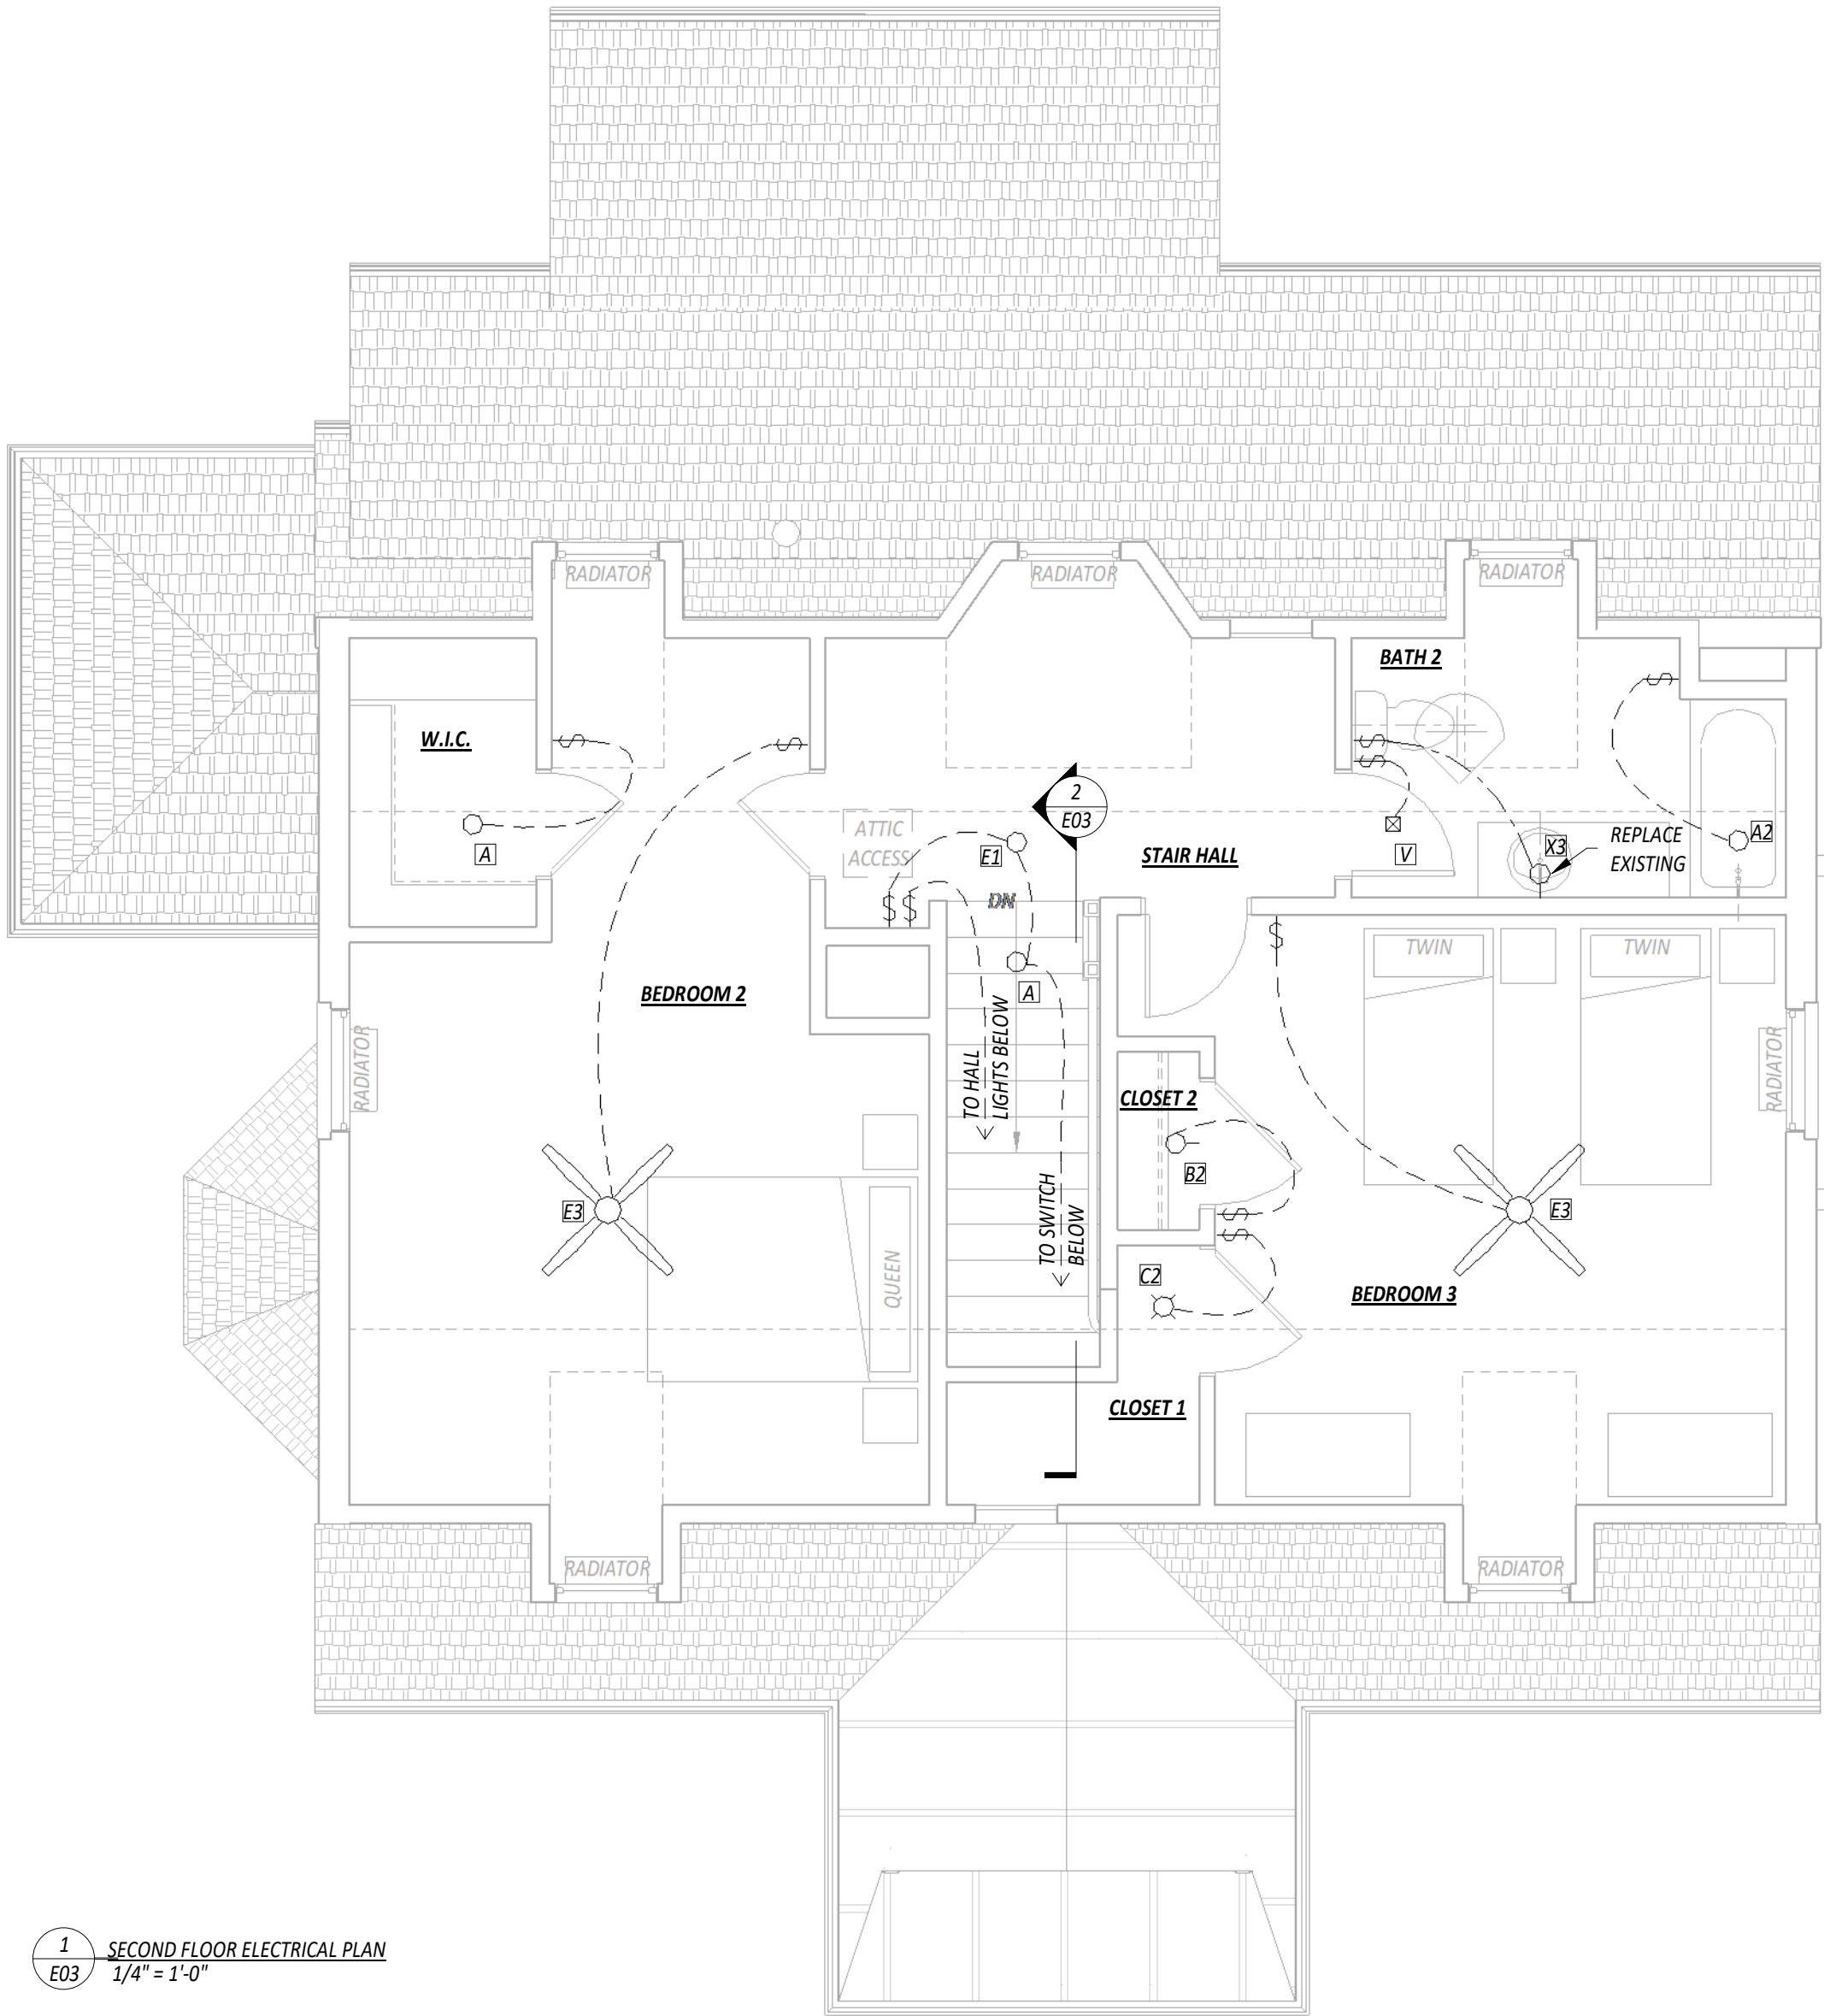 RADIATOR
RADIATOR
RADIATOR
BATH 2
W.I.C.
$
$
$
$
$
2
E03
A
ATTIC
ACCESS
E1
STAIR HALL
V
X3
REPLACE
EXISTING
A2
$ $
DN
$
TWIN
TWIN
BEDROOM 2
A
RADIATOR
TO HALL
LIGHTS BELOW
RADIATOR
CLOSET 2
B2
E3
TO SWITCH
BELOW
$
$
E3
QUEEN
C2
BEDROOM 3
CLOSET 1
RADIATOR
RADIATOR
1
E03
SECOND FLOOR ELECTRICAL PLAN
1/4" = 1'-0"